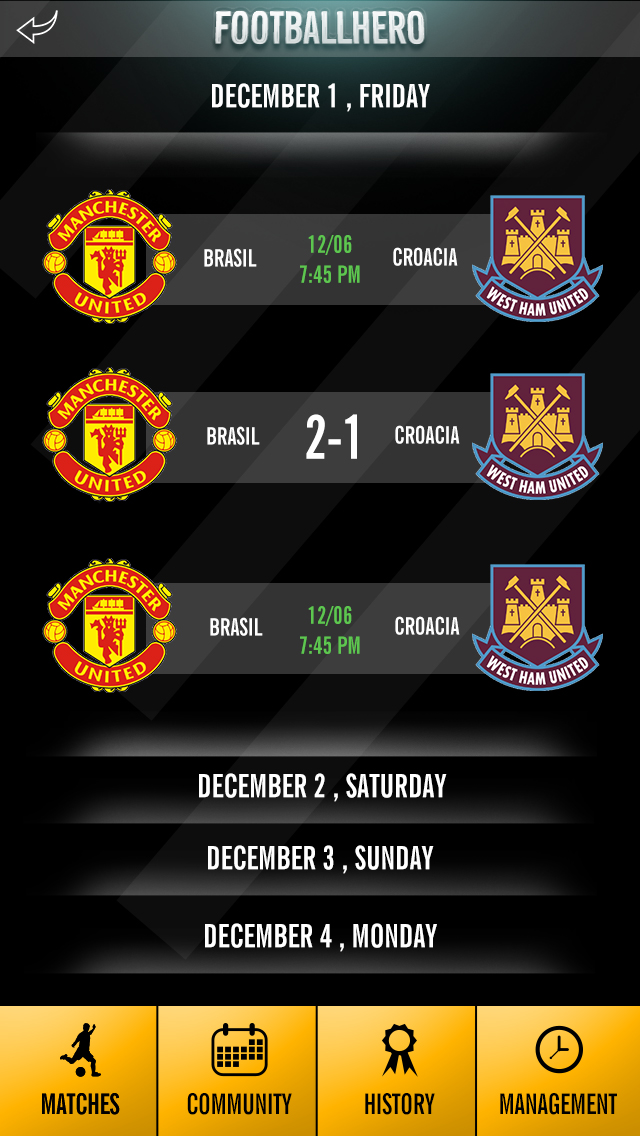 FOOTBALLHERO
DECEMBER 1 , FRIDAY
MANCHESTER
UNITED
BRASIL
12/06
7:45 PM
CROACIA
WEST HAM UNITED
MANCHESTER
UNITED
BRASIL
2-1
CROACIA
WEST HAM UNITED
MANCHESTER
UNITED
BRASIL
12/06
7:45 PM
CROACIA
WEST HAM UNITED
DECEMBER 2 , SATURDAY
DECEMBER 3 , SUNDAY
DECEMBER 4 , MONDAY
MATCHES
COMMUNITY
HISTORY
MANAGEMENT